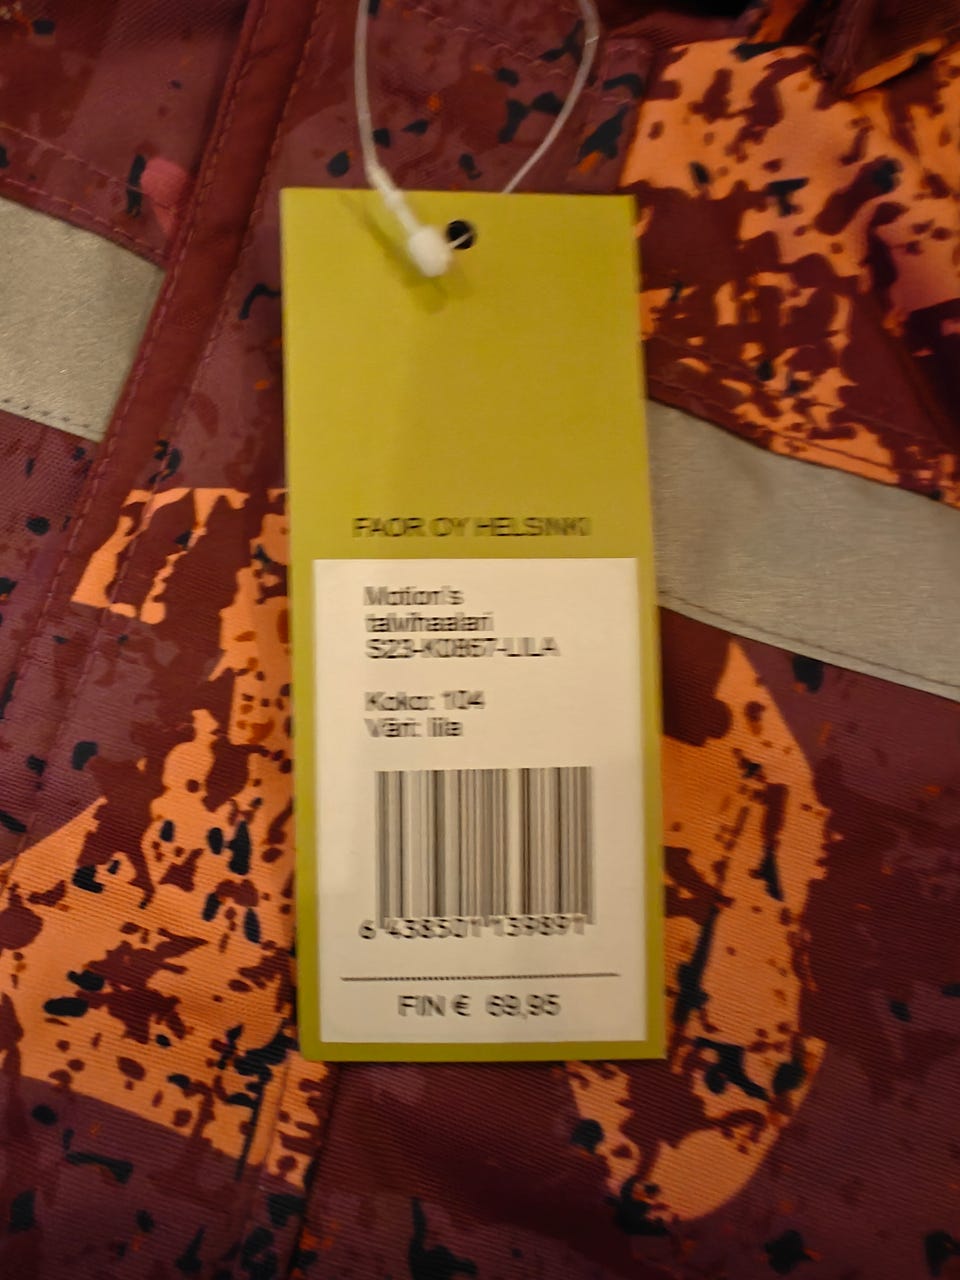 FAOR OY HELSINKI
Motion's
talvihaalari
S23-K0857-LILA
Koko: 104
Väri: lila
6 438501 139891
FIN € 69,95